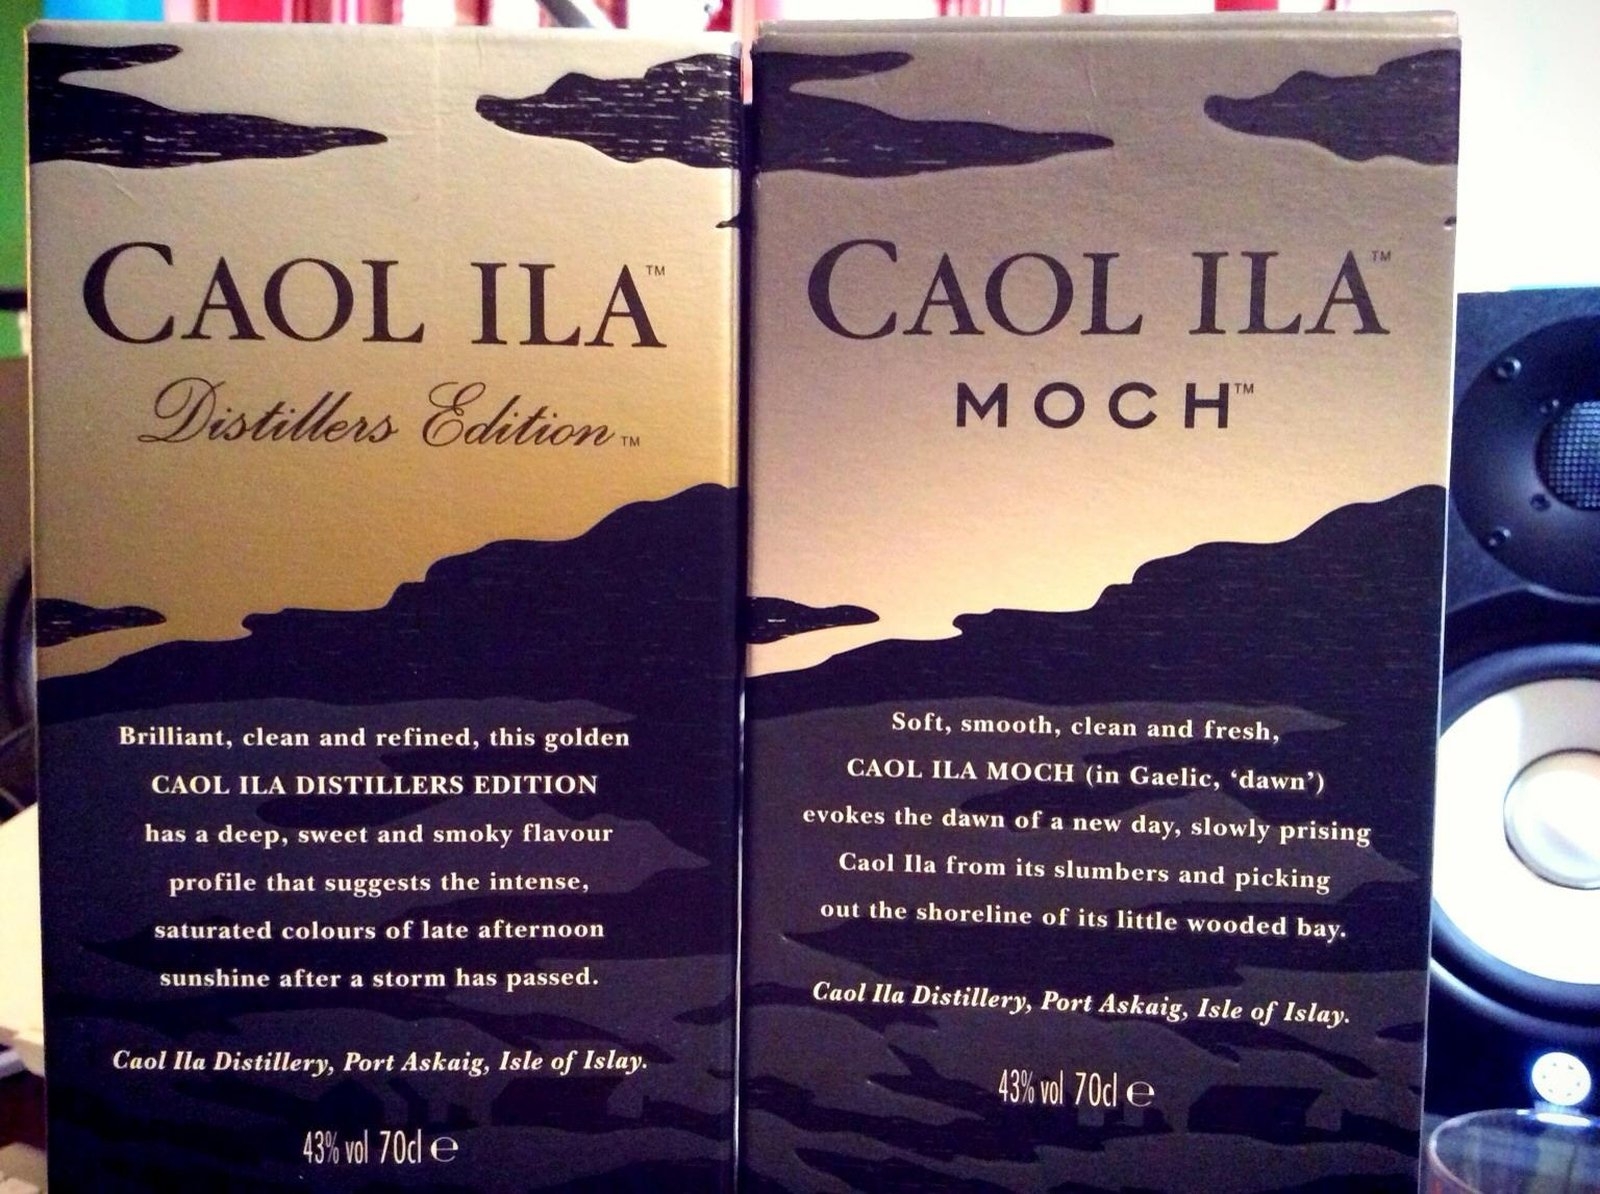 CAOL ILA™
Distillers Edition™
Brilliant, clean and refined, this golden
CAOL ILA DISTILLERS EDITION
has a deep, sweet and smoky flavour
profile that suggests the intense,
saturated colours of late afternoon
sunshine after a storm has passed.
Caol Ila Distillery, Port Askaig, Isle of Islay.
43% vol 70cl ℮
CAOL ILA™
MOCH™
Soft, smooth, clean and fresh,
CAOL ILA MOCH (in Gaelic, ‘dawn’)
evokes the dawn of a new day, slowly prising
Caol Ila from its slumbers and picking
out the shoreline of its little wooded bay.
Caol Ila Distillery, Port Askaig, Isle of Islay.
43% vol 70cl ℮